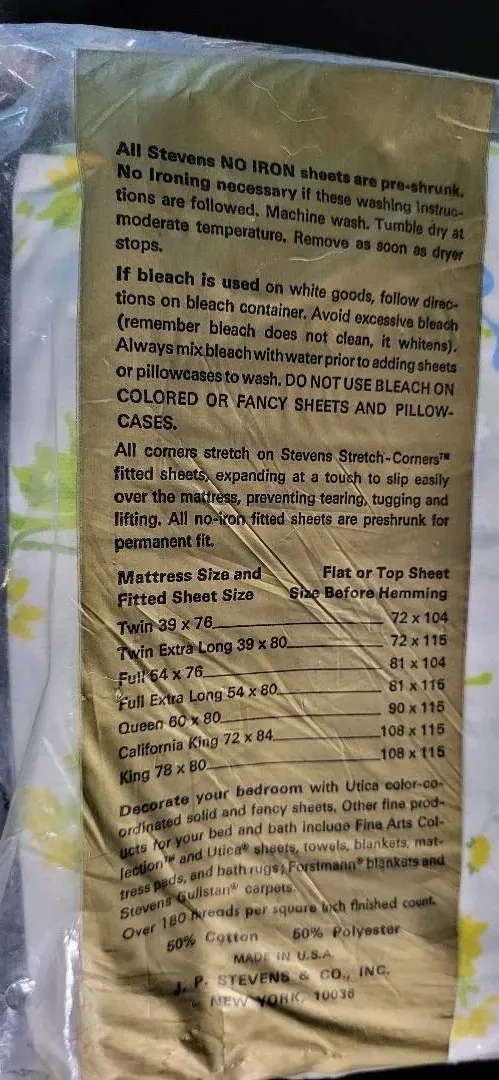 All Stevens NO IRON sheets are pre-shrunk.
No Ironing necessary if these washing instruc-
tions are followed. Machine wash. Tumble dry at
moderate temperature. Remove as soon as dryer
stops.
If bleach is used on white goods, follow direc-
tions on bleach container. Avoid excessive bleach
(remember bleach does not clean, it whitens).
Always mix bleach with water prior to adding sheets
or pillowcases to wash. DO NOT USE BLEACH ON
COLORED OR FANCY SHEETS AND PILLOW-
CASES.
All corners stretch on Stevens Stretch-Corners™
fitted sheets, expanding at a touch to slip easily
over the mattress, preventing tearing, tugging and
lifting. All no-iron fitted sheets are preshrunk for
permanent fit.
Mattress Size and Flat or Top Sheet
Fitted Sheet Size Size Before Hemming
Twin 39 x 76 72 x 104
Twin Extra Long 39 x 80 72 x 115
Full 54 x 76 81 x 104
Full Extra Long 54 x 80 81 x 115
Queen 60 x 80 90 x 115
California King 72 x 84 108 x 115
King 78 x 80 108 x 115
Decorate your bedroom with Utica color-co-
ordinated solid and fancy sheets. Other fine prod-
ucts for your bed and bath include Fine Arts Col-
lection™ and Utica® sheets, towels, blankets, mat-
tress pads, and bath rugs; Forstmann® blankets and
Stevens Gulistan® carpets.
Over 180 threads per square inch finished count.
50% Cotton 50% Polyester
MADE IN U.S.A.
J. P. STEVENS & CO., INC.
NEW YORK, 10036